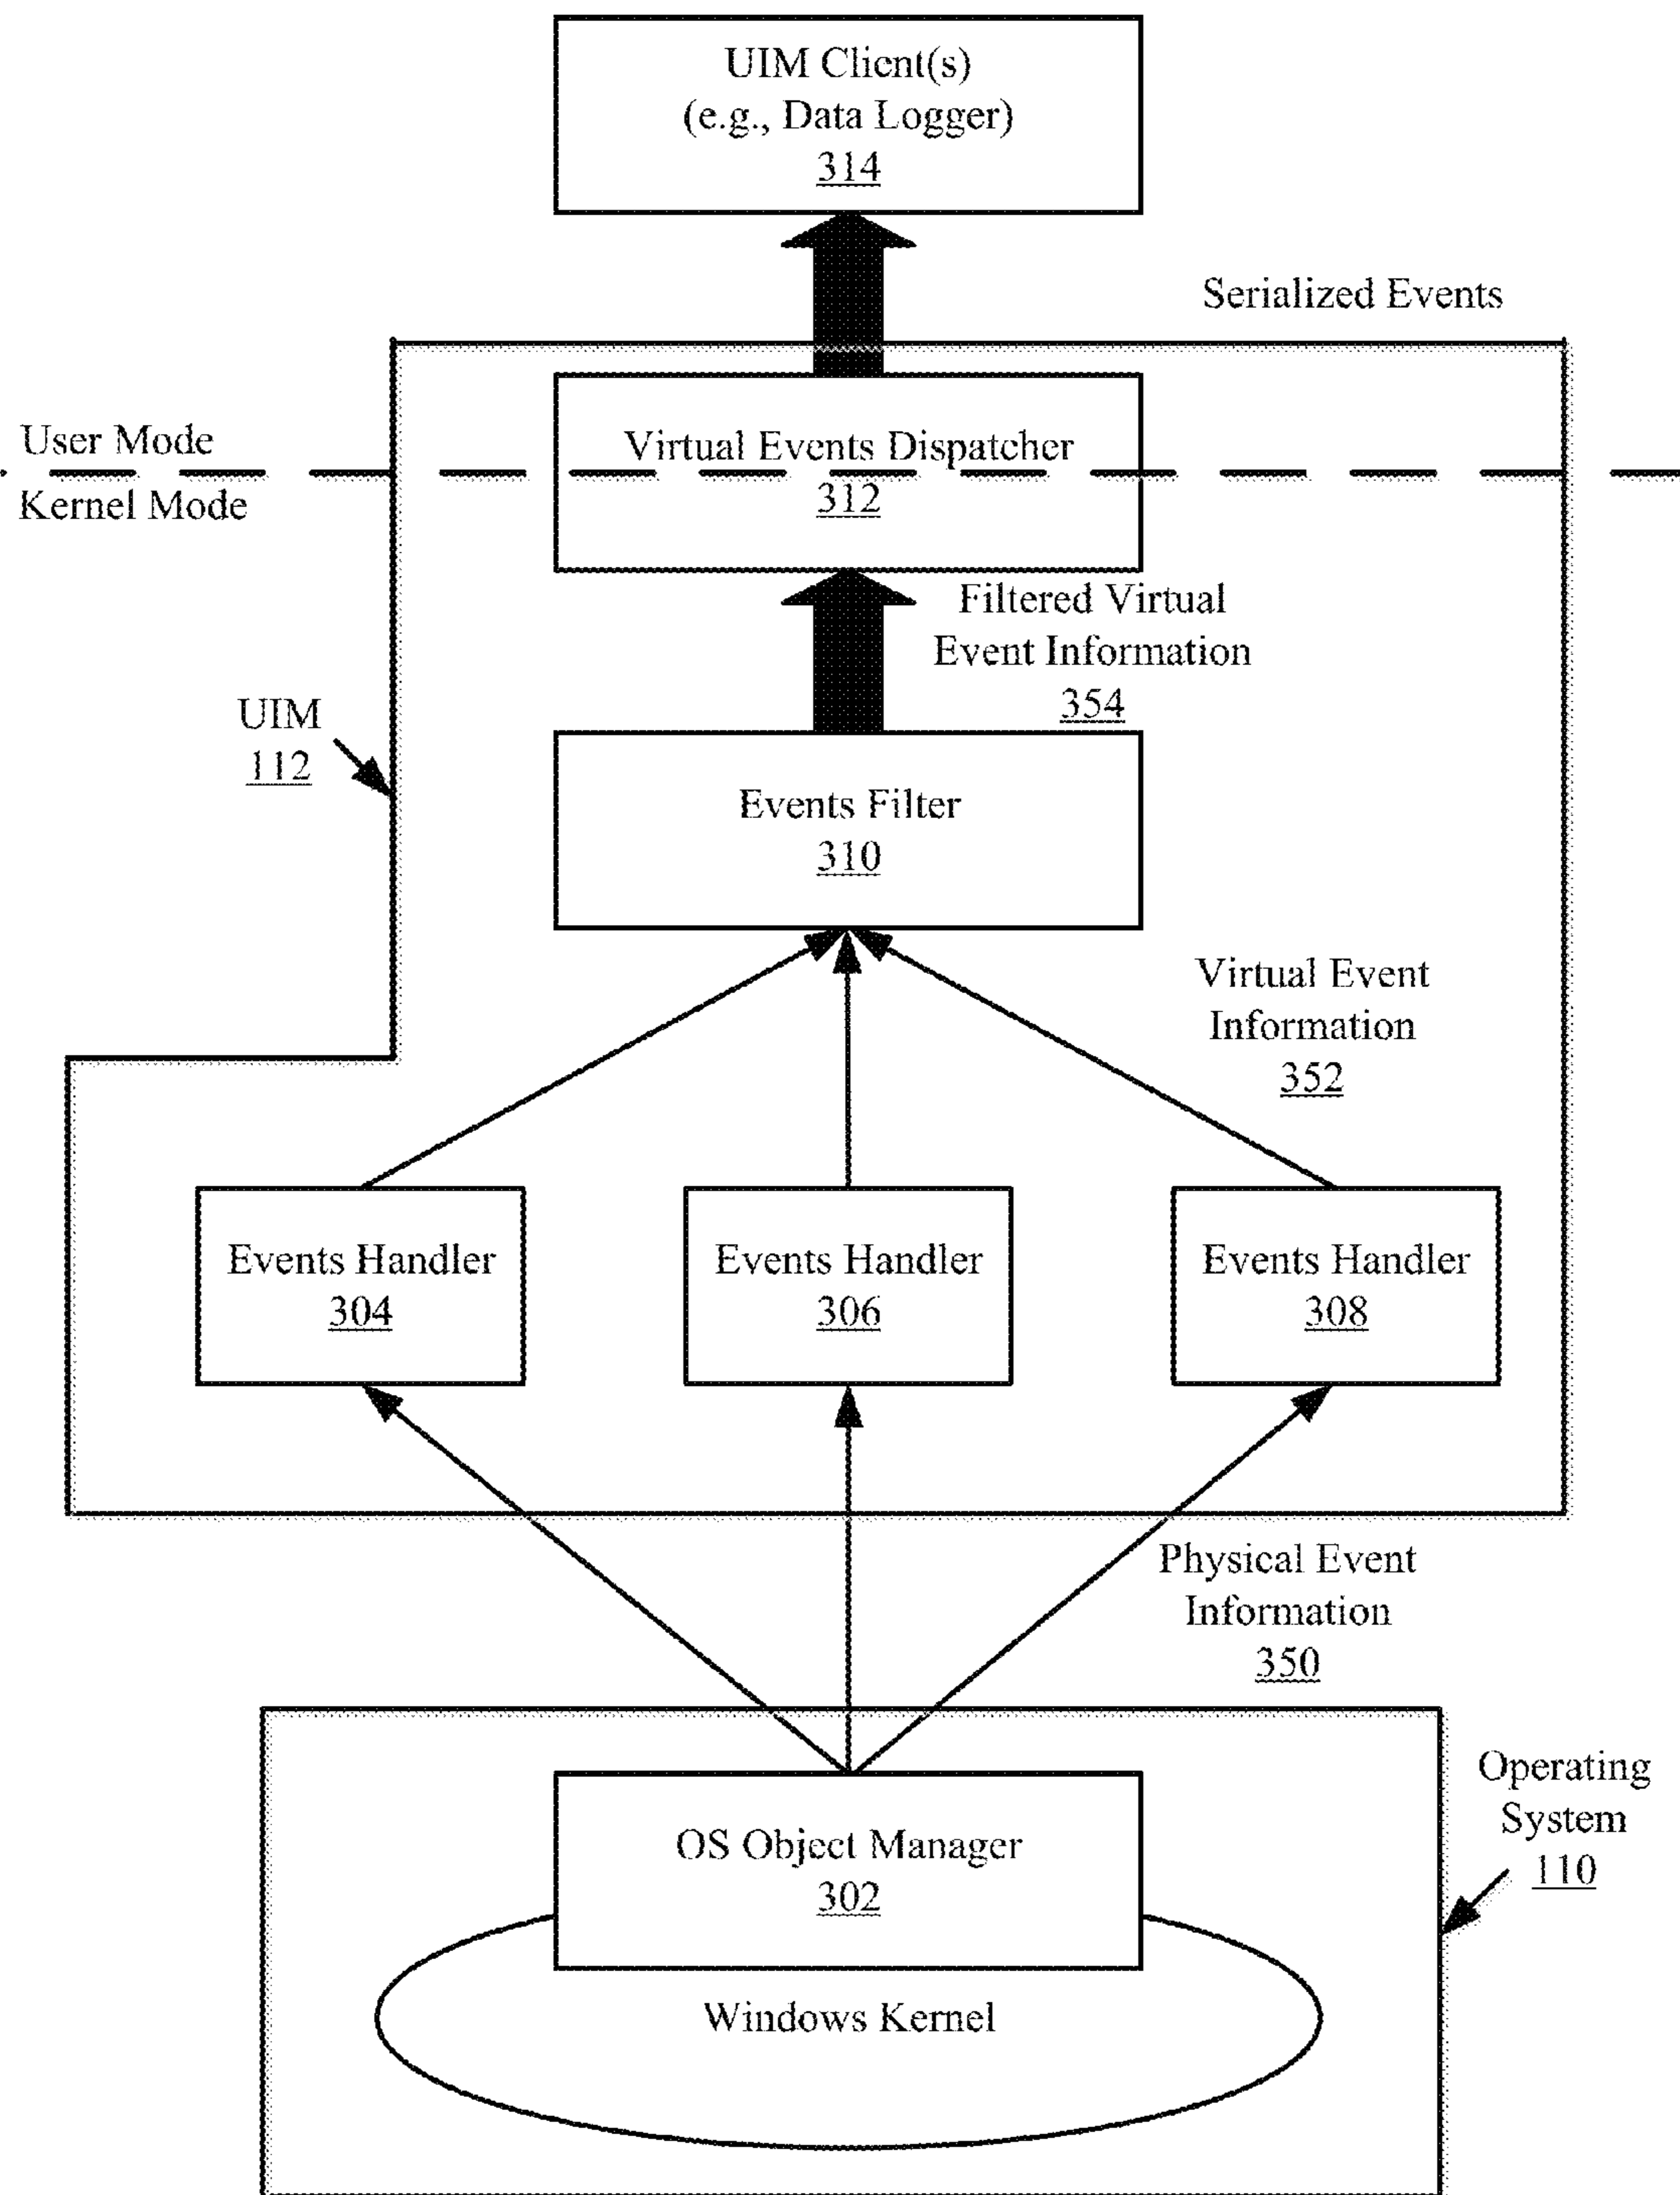 UIM Client(s)
(e.g., Data Logger)
314
Serialized Events
User Mode
Kernel Mode
Virtual Events Dispatcher
312
Filtered Virtual
Event Information
354
UIM
112
Events Filter
310
Virtual Event
Information
352
Events Handler
304
Events Handler
306
Events Handler
308
Physical Event
Information
350
Operating
System
110
OS Object Manager
302
Windows Kernel